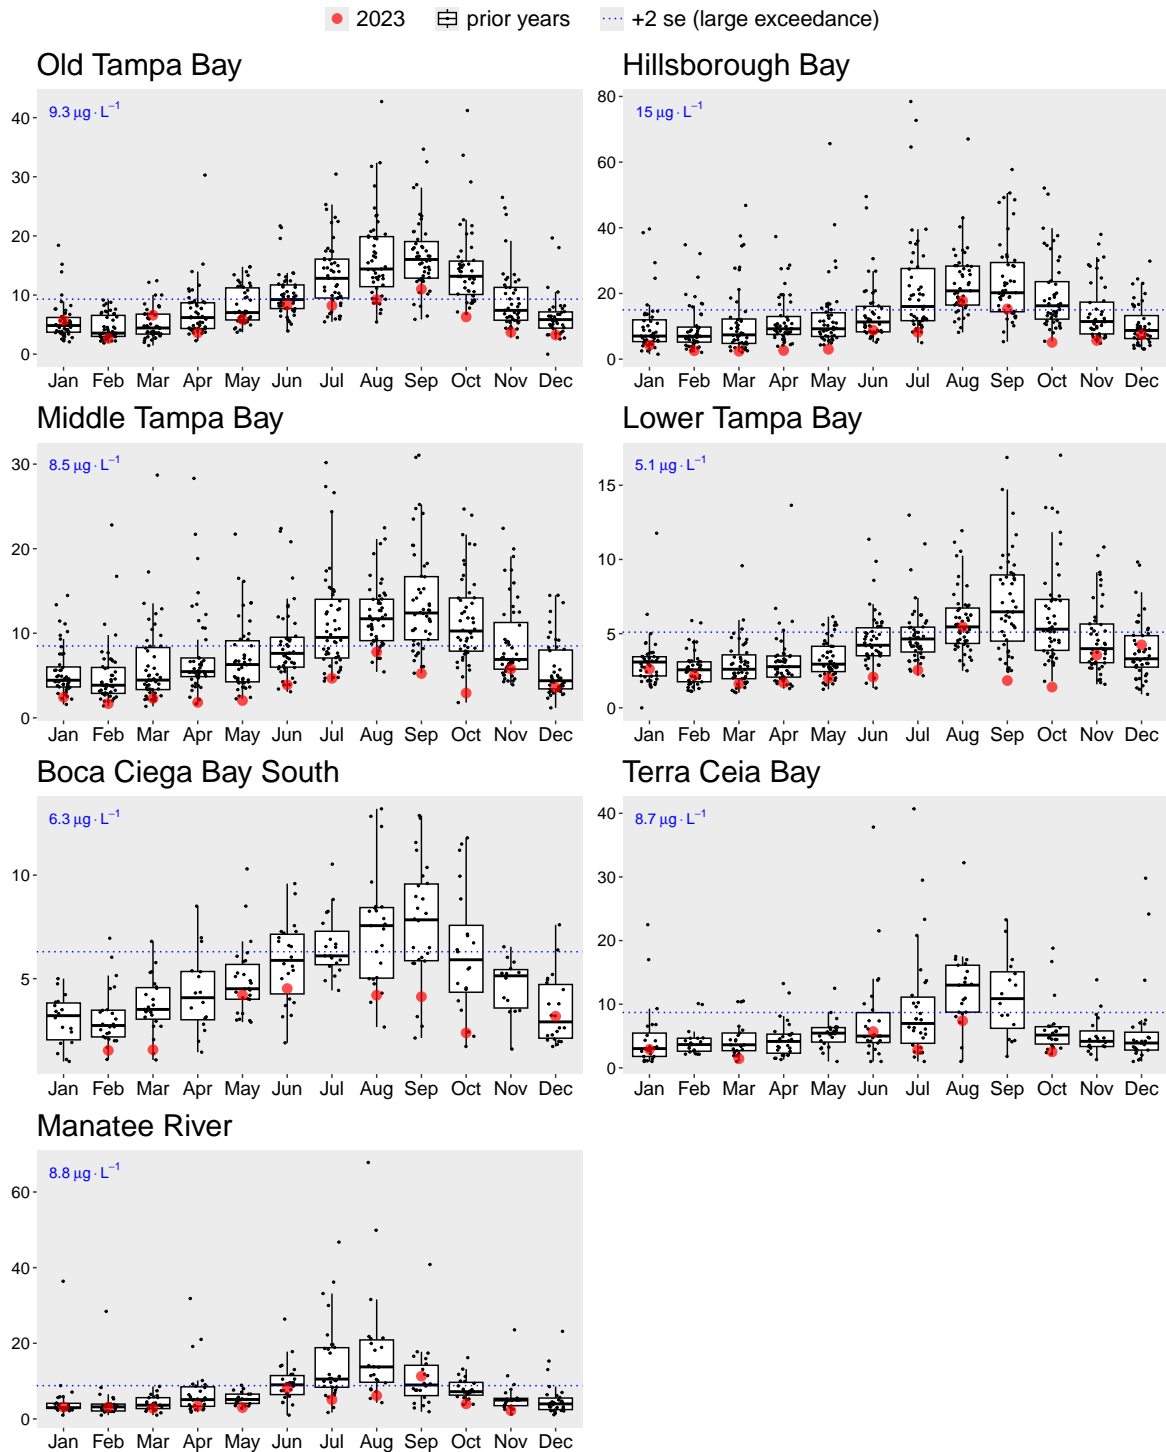 2023 prior years +2 se (large exceedance)
Old Tampa Bay
9.3 μg · L⁻¹
40
30
20
10
0
Jan Feb Mar Apr May Jun Jul Aug Sep Oct Nov Dec
Hillsborough Bay
15 μg · L⁻¹
80
60
40
20
0
Jan Feb Mar Apr May Jun Jul Aug Sep Oct Nov Dec
Middle Tampa Bay
8.5 μg · L⁻¹
30
20
10
0
Jan Feb Mar Apr May Jun Jul Aug Sep Oct Nov Dec
Lower Tampa Bay
5.1 μg · L⁻¹
15
10
5
0
Jan Feb Mar Apr May Jun Jul Aug Sep Oct Nov Dec
Boca Ciega Bay South
6.3 μg · L⁻¹
10
5
Jan Feb Mar Apr May Jun Jul Aug Sep Oct Nov Dec
Terra Ceia Bay
8.7 μg · L⁻¹
40
30
20
10
0
Jan Feb Mar Apr May Jun Jul Aug Sep Oct Nov Dec
Manatee River
8.8 μg · L⁻¹
60
40
20
0
Jan Feb Mar Apr May Jun Jul Aug Sep Oct Nov Dec